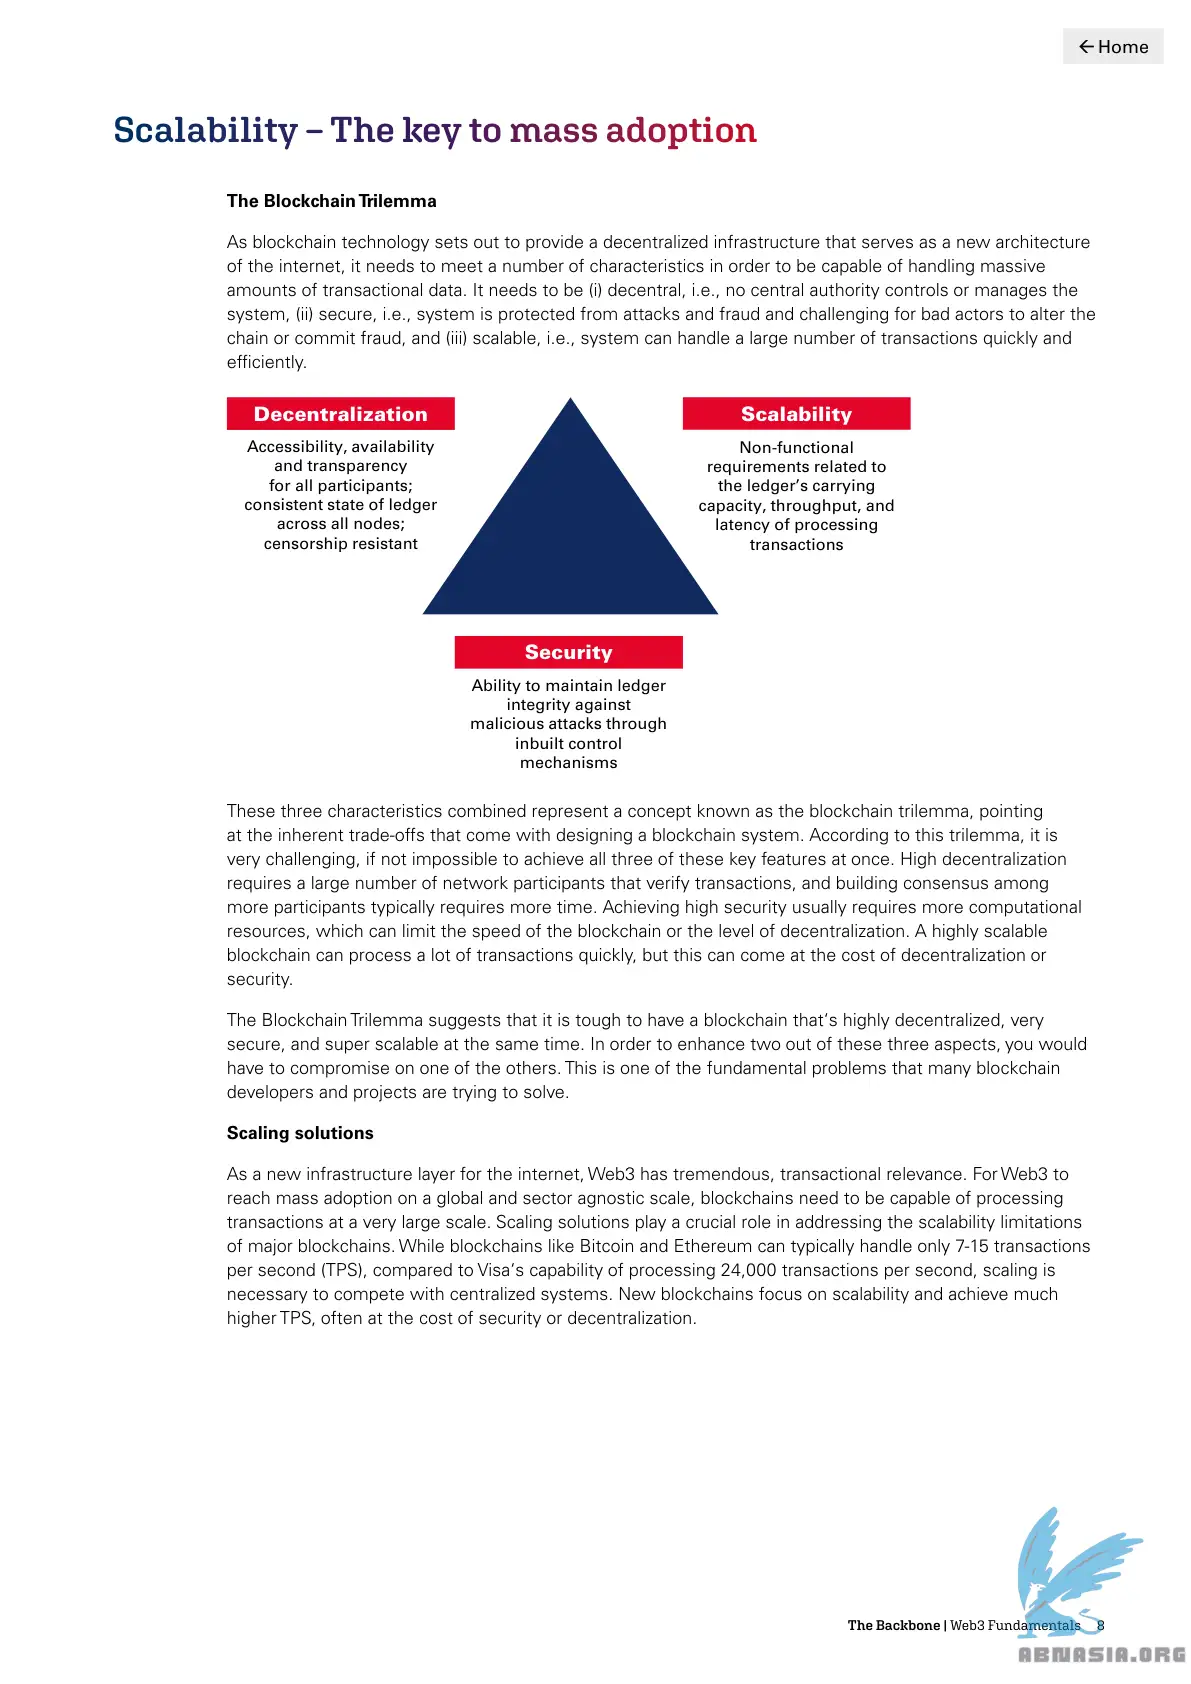 ← Home
Scalability – The key to mass adoption
The Blockchain Trilemma
As blockchain technology sets out to provide a decentralized infrastructure that serves as a new architecture
of the internet, it needs to meet a number of characteristics in order to be capable of handling massive
amounts of transactional data. It needs to be (i) decentral, i.e., no central authority controls or manages the
system, (ii) secure, i.e., system is protected from attacks and fraud and challenging for bad actors to alter the
chain or commit fraud, and (iii) scalable, i.e., system can handle a large number of transactions quickly and
efficiently.
Decentralization
Accessibility, availability
and transparency
for all participants;
consistent state of ledger
across all nodes;
censorship resistant
Scalability
Non-functional
requirements related to
the ledger's carrying
capacity, throughput, and
latency of processing
transactions
Security
Ability to maintain ledger
integrity against
malicious attacks through
inbuilt control
mechanisms
These three characteristics combined represent a concept known as the blockchain trilemma, pointing
at the inherent trade-offs that come with designing a blockchain system. According to this trilemma, it is
very challenging, if not impossible to achieve all three of these key features at once. High decentralization
requires a large number of network participants that verify transactions, and building consensus among
more participants typically requires more time. Achieving high security usually requires more computational
resources, which can limit the speed of the blockchain or the level of decentralization. A highly scalable
blockchain can process a lot of transactions quickly, but this can come at the cost of decentralization or
security.
The Blockchain Trilemma suggests that it is tough to have a blockchain that's highly decentralized, very
secure, and super scalable at the same time. In order to enhance two out of these three aspects, you would
have to compromise on one of the others. This is one of the fundamental problems that many blockchain
developers and projects are trying to solve.
Scaling solutions
As a new infrastructure layer for the internet, Web3 has tremendous, transactional relevance. For Web3 to
reach mass adoption on a global and sector agnostic scale, blockchains need to be capable of processing
transactions at a very large scale. Scaling solutions play a crucial role in addressing the scalability limitations
of major blockchains. While blockchains like Bitcoin and Ethereum can typically handle only 7-15 transactions
per second (TPS), compared to Visa's capability of processing 24,000 transactions per second, scaling is
necessary to compete with centralized systems. New blockchains focus on scalability and achieve much
higher TPS, often at the cost of security or decentralization.
The Backbone | Web3 Fundamentals 8
ABNASIA.ORG